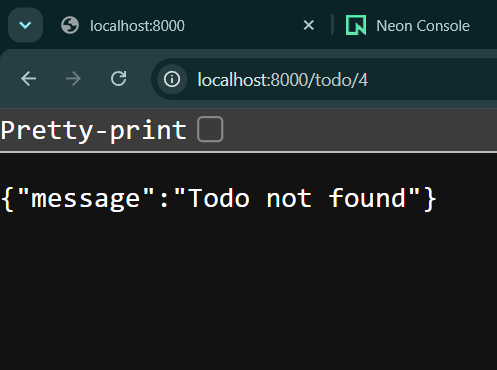 localhost:8000
Neon Console
localhost:8000/todo/4
Pretty-print
{"message":"Todo not found"}